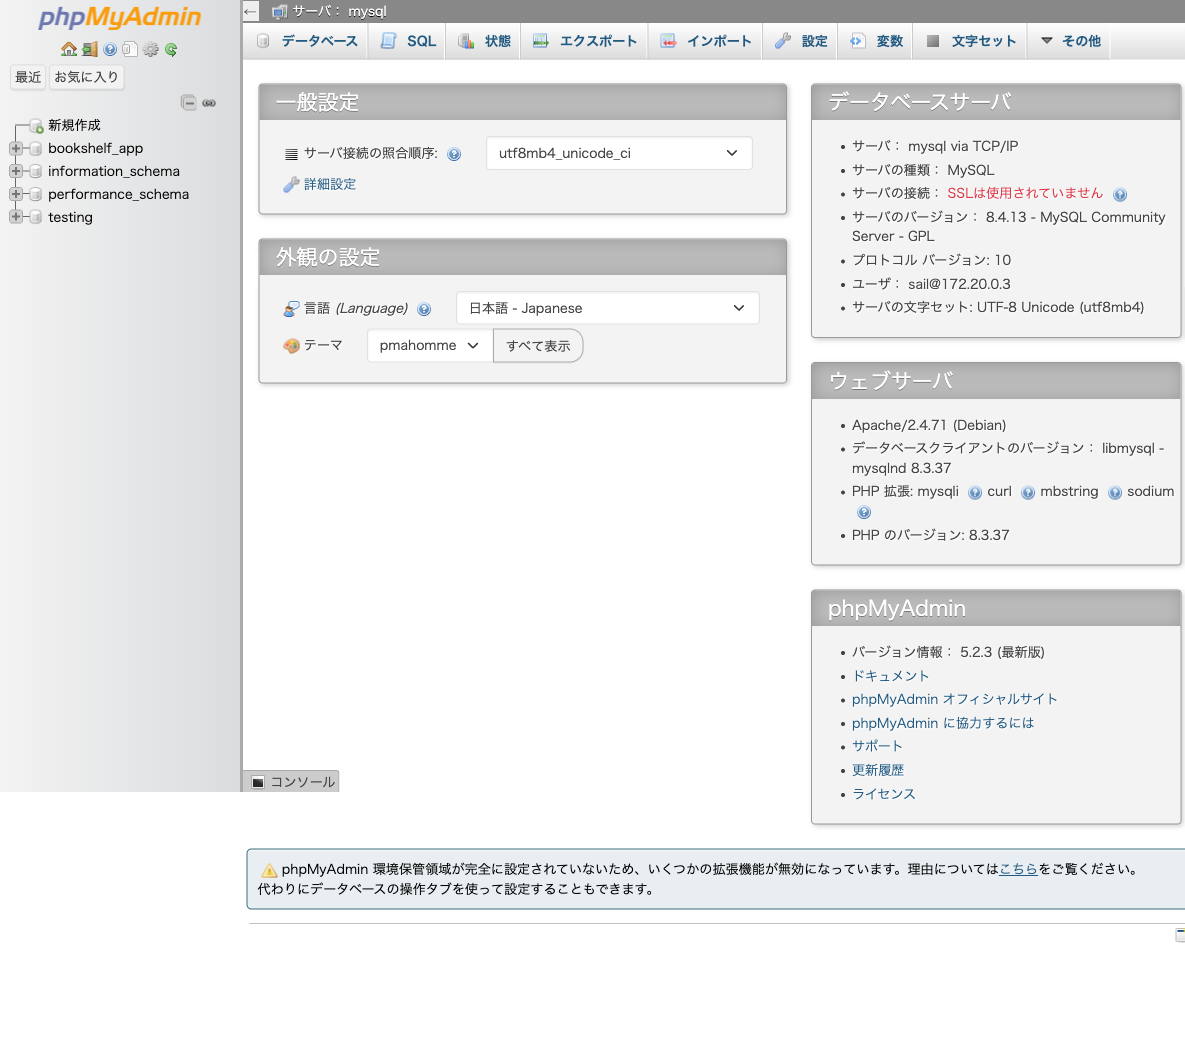 phpMyAdmin
最近 お気に入り
新規作成
bookshelf_app
information_schema
performance_schema
testing
サーバ： mysql
データベース SQL 状態 エクスポート インポート 設定 変数 文字セット その他
一般設定
サーバ接続の照合順序: utf8mb4_unicode_ci
詳細設定
外観の設定
言語 (Language) 日本語 - Japanese
テーマ pmahomme すべて表示
コンソール
データベースサーバ
サーバ： mysql via TCP/IP
サーバの種類： MySQL
サーバの接続： SSLは使用されていません
サーバのバージョン： 8.4.13 - MySQL Community
Server - GPL
プロトコル バージョン: 10
ユーザ： sail@172.20.0.3
サーバの文字セット: UTF-8 Unicode (utf8mb4)
ウェブサーバ
Apache/2.4.71 (Debian)
データベースクライアントのバージョン： libmysql -
mysqlnd 8.3.37
PHP 拡張: mysqli curl mbstring sodium
PHP のバージョン: 8.3.37
phpMyAdmin
バージョン情報： 5.2.3 (最新版)
ドキュメント
phpMyAdmin オフィシャルサイト
phpMyAdmin に協力するには
サポート
更新履歴
ライセンス
phpMyAdmin 環境保管領域が完全に設定されていないため、いくつかの拡張機能が無効になっています。理由についてはこちらをご覧ください。
代わりにデータベースの操作タブを使って設定することもできます。